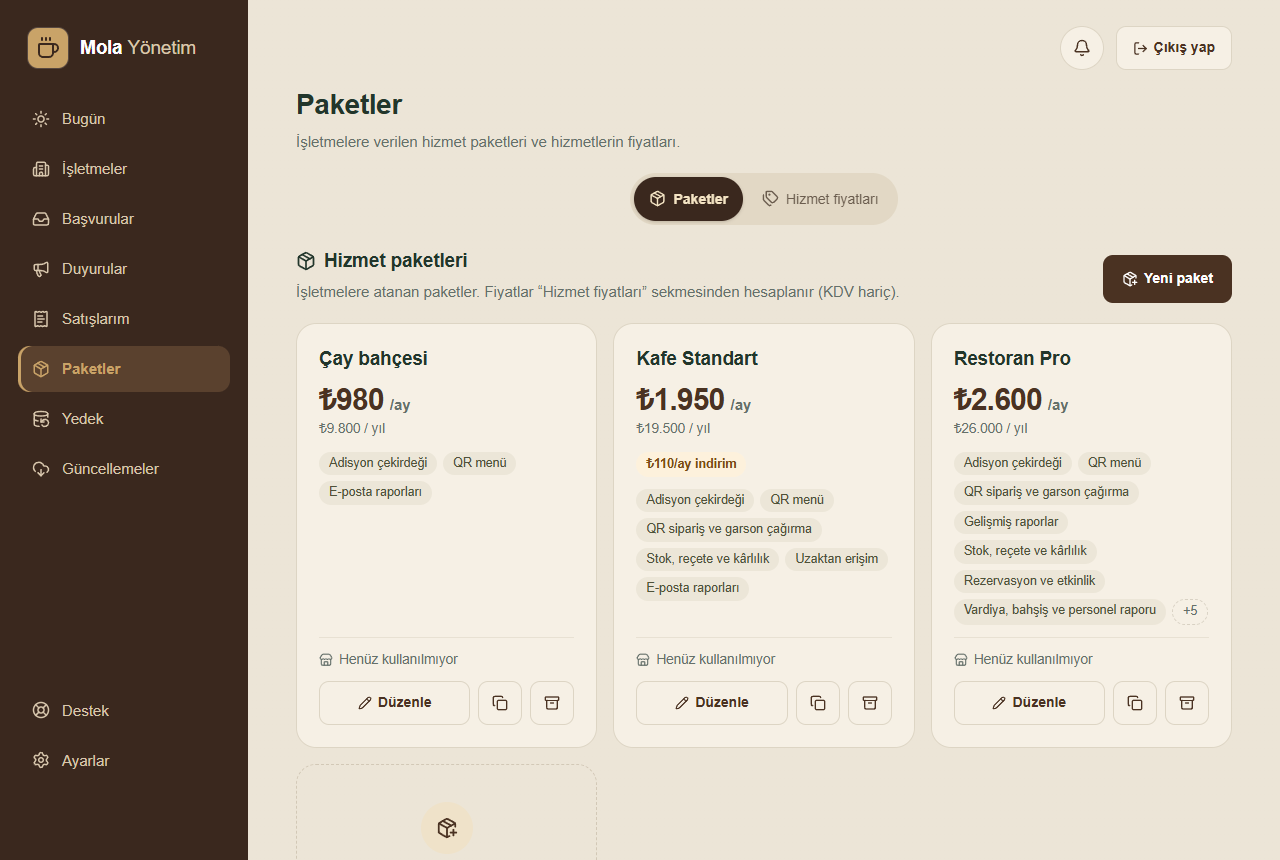 Mola Yönetim
Çıkış yap
Bugün
İşletmeler
Başvurular
Duyurular
Satışlarım
Paketler
Yedek
Güncellemeler
Destek
Ayarlar
Paketler
İşletmelere verilen hizmet paketleri ve hizmetlerin fiyatları.
Paketler
Hizmet fiyatları
Hizmet paketleri
İşletmelere atanan paketler. Fiyatlar “Hizmet fiyatları” sekmesinden hesaplanır (KDV hariç).
Yeni paket
Çay bahçesi
₺980 /ay
₺9.800 / yıl
Adisyon çekirdeği QR menü
E-posta raporları
Henüz kullanılmıyor
Düzenle
Kafe Standart
₺1.950 /ay
₺19.500 / yıl
₺110/ay indirim
Adisyon çekirdeği QR menü
QR sipariş ve garson çağırma
Stok, reçete ve kârlılık Uzaktan erişim
E-posta raporları
Henüz kullanılmıyor
Düzenle
Restoran Pro
₺2.600 /ay
₺26.000 / yıl
Adisyon çekirdeği QR menü
QR sipariş ve garson çağırma
Gelişmiş raporlar
Stok, reçete ve kârlılık
Rezervasyon ve etkinlik
Vardiya, bahşiş ve personel raporu +5
Henüz kullanılmıyor
Düzenle